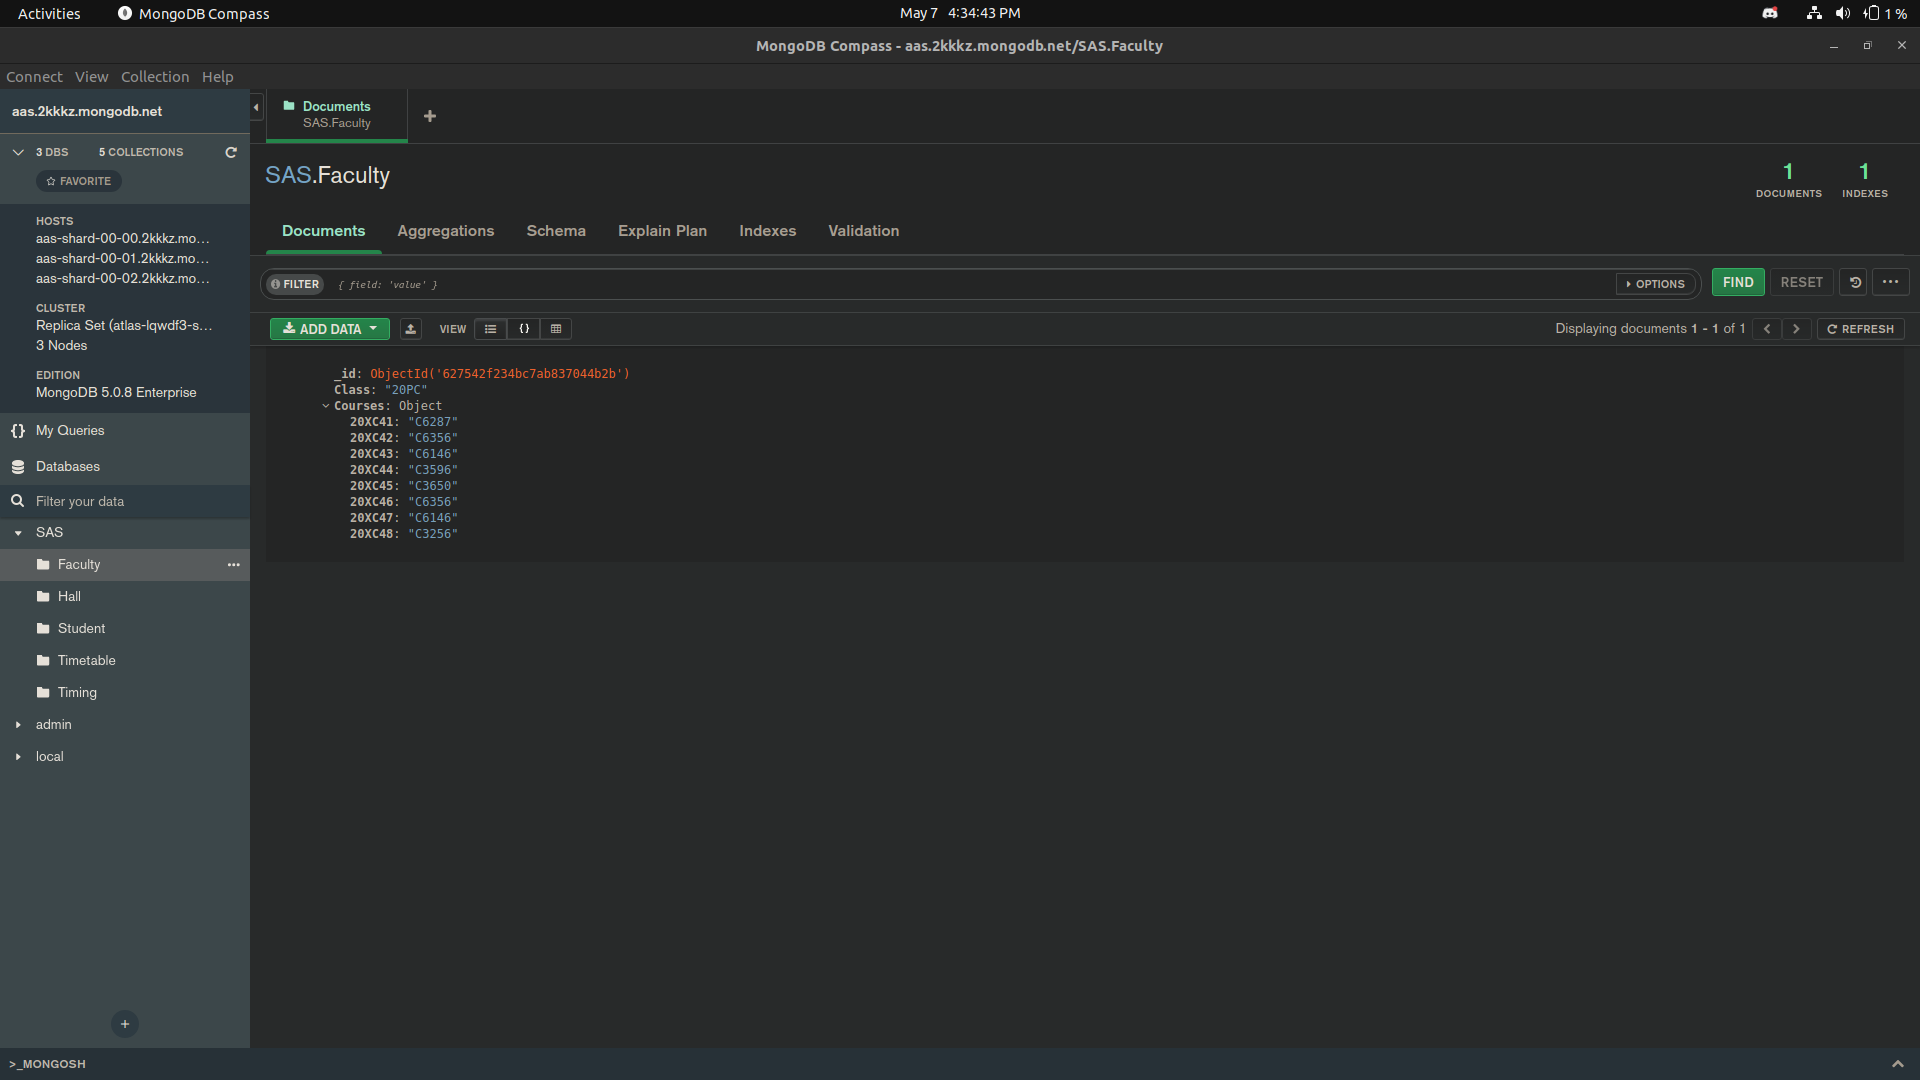 Activities MongoDB Compass May 7 4:34:43 PM 1 %
MongoDB Compass - aas.2kkkz.mongodb.net/SAS.Faculty
Connect View Collection Help
aas.2kkkz.mongodb.net
3 DBS 5 COLLECTIONS
FAVORITE
HOSTS
aas-shard-00-00.2kkkz.mo...
aas-shard-00-01.2kkkz.mo...
aas-shard-00-02.2kkkz.mo...
CLUSTER
Replica Set (atlas-lqwdf3-s...
3 Nodes
EDITION
MongoDB 5.0.8 Enterprise
{} My Queries
Databases
Filter your data
SAS
Faculty •••
Hall
Student
Timetable
Timing
admin
local
+
Documents
SAS.Faculty
+
SAS.Faculty
1 DOCUMENTS
1 INDEXES
Documents Aggregations Schema Explain Plan Indexes Validation
FILTER { field: 'value' } OPTIONS FIND RESET •••
ADD DATA VIEW {} Displaying documents 1 - 1 of 1 < > REFRESH
_id: ObjectId('627542f234bc7ab837044b2b')
Class: "20PC"
Courses: Object
20XC41: "C6287"
20XC42: "C6356"
20XC43: "C6146"
20XC44: "C3596"
20XC45: "C3650"
20XC46: "C6356"
20XC47: "C6146"
20XC48: "C3256"
>_MONGOSH